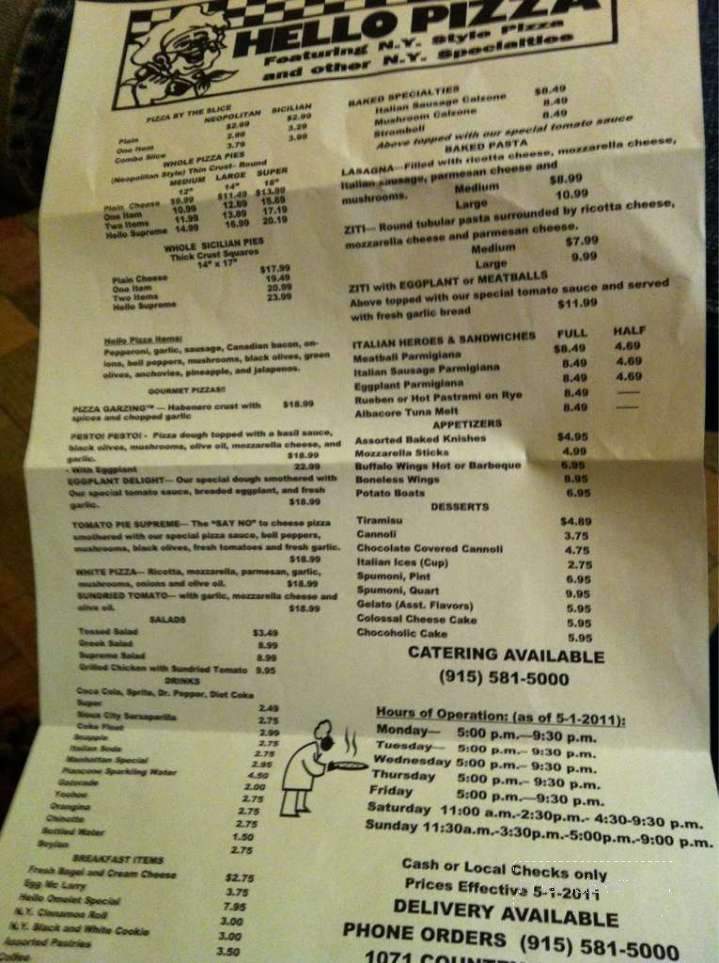 HELLO PIZZA
Featuring N.Y. Style Pizza
and other N.Y. Specialties
PIZZA BY THE SLICE
NEOPOLITAN SICILIAN
Plain $2.69 $2.99
One Item 2.99 3.29
Combo Slice 3.79 3.99
WHOLE PIZZA PIES
(Neopolitan Style) Thin Crust- Round
MEDIUM LARGE SUPER
12" 14" 16"
Plain Cheese $9.99 $11.49 $13.99
One Item 10.99 12.69 15.69
Two Items 11.99 13.89 17.19
Hello Supreme 14.99 16.99 20.19
WHOLE SICILIAN PIES
Thick Crust Squares
14" x 17"
Plain Cheese $17.99
One Item 19.49
Two Items 20.99
Hello Supreme 23.99
Hello Pizza Items:
Pepperoni, garlic, sausage, Canadian bacon, on-
ions, bell peppers, mushrooms, black olives, green
olives, anchovies, pineapple, and jalapenos.
GOURMET PIZZAS!!
PIZZA GARZINO™ — Habenero crust with $18.99
spices and chopped garlic
PESTO! PESTO! - Pizza dough topped with a basil sauce,
black olives, mushrooms, olive oil, mozzarella cheese, and
garlic. $18.99
- With Eggplant 22.99
EGGPLANT DELIGHT— Our special dough smothered with
Our special tomato sauce, breaded eggplant, and fresh
garlic. $18.99
TOMATO PIE SUPREME— The "SAY NO" to cheese pizza
smothered with our special pizza sauce, bell peppers,
mushrooms, black olives, fresh tomatoes and fresh garlic.
$18.99
WHITE PIZZA— Ricotta, mozzarella, parmesan, garlic,
mushrooms, onions and olive oil. $18.99
SUNDRIED TOMATO— with garlic, mozzarella cheese and
olive oil. $18.99
SALADS
Tossed Salad $3.49
Greek Salad 8.99
Supreme Salad 8.99
Grilled Chicken with Sundried Tomato 9.95
DRINKS
Coca Cola, Sprite, Dr. Pepper, Diet Coke
Super 2.49
Sioux City Sarsaparilla 2.75
Coke Float 2.99
Snapple 2.75
Italian Soda 2.75
Manhattan Special 2.95
Sparkling Water 4.50
Gatorade 2.00
Yoohoo 2.75
Orangina 2.75
Chinotto 2.75
Bottled Water 1.50
Boylan 2.75
BREAKFAST ITEMS
Fresh Bagel and Cream Cheese $2.75
Egg Mc Larry 3.75
Hello Omelet Special 7.95
N.Y. Cinnamon Roll 3.00
N.Y. Black and White Cookie 3.00
Assorted Pastries 3.50
Coffee
BAKED SPECIALTIES
Italian Sausage Calzone $8.49
Mushroom Calzone 8.49
Stromboli 8.49
Above topped with our special tomato sauce
BAKED PASTA
LASAGNA—Filled with ricotta cheese, mozzarella cheese,
Italian sausage, parmesan cheese and
mushrooms. Medium $8.99
Large 10.99
ZITI— Round tubular pasta surrounded by ricotta cheese,
mozzarella cheese and parmesan cheese.
Medium $7.99
Large 9.99
ZITI with EGGPLANT or MEATBALLS
Above topped with our special tomato sauce and served
with fresh garlic bread $11.99
ITALIAN HEROES & SANDWICHES FULL HALF
Meatball Parmigiana $8.49 4.69
Italian Sausage Parmigiana 8.49 4.69
Eggplant Parmigiana 8.49 4.69
Rueben or Hot Pastrami on Rye 8.49 ——
Albacore Tuna Melt 8.49 ——
APPETIZERS
Assorted Baked Knishes $4.95
Mozzarella Sticks 4.99
Buffalo Wings Hot or Barbeque 6.95
Boneless Wings 8.95
Potato Boats 6.95
DESSERTS
Tiramisu $4.89
Cannoli 3.75
Chocolate Covered Cannoli 4.75
Italian Ices (Cup) 2.75
Spumoni, Pint 6.95
Spumoni, Quart 9.95
Gelato (Asst. Flavors) 5.95
Colossal Cheese Cake 5.95
Chocoholic Cake 5.95
CATERING AVAILABLE
(915) 581-5000
Hours of Operation: (as of 5-1-2011):
Monday— 5:00 p.m.—9:30 p.m.
Tuesday— 5:00 p.m.– 9:30 p.m.
Wednesday 5:00 p.m.– 9:30 p.m.
Thursday 5:00 p.m.– 9:30 p.m.
Friday 5:00 p.m.—9:30 p.m.
Saturday 11:00 a.m.-2:30p.m.- 4:30-9:30 p.m.
Sunday 11:30a.m.-3:30p.m.-5:00p.m.-9:00 p.m.
Cash or Local Checks only
Prices Effective 5-1-2011
DELIVERY AVAILABLE
PHONE ORDERS (915) 581-5000
1071 COUNTRY